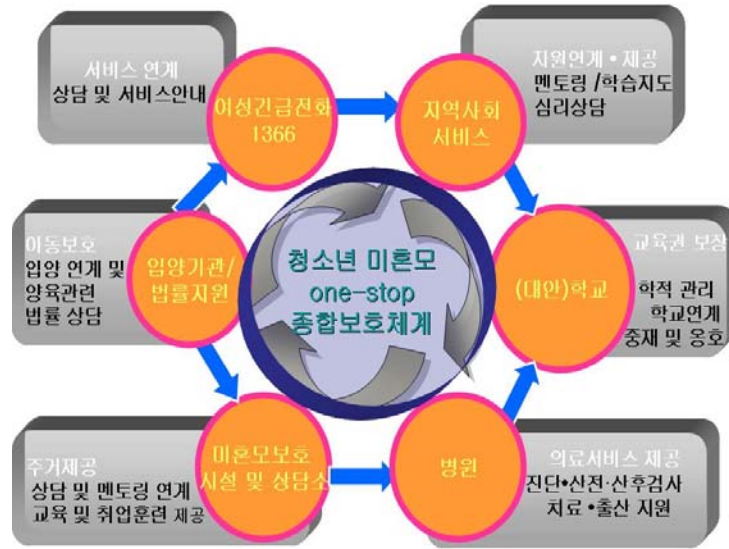 서비스 연계
상담 및 서비스안내
여성긴급전화
1366
지역사회
서비스
지원연계 • 제공
멘토링 /학습지도
심리상담
이동보호
입양 연계 및
양육관련
법률 상담
입양기관/
법률지원
청소년 미혼모
one-stop
종합보호체계
(대안)학교
교육권 보장
학적 관리
학교연계
중재 및 옹호
주거제공
상담 및 멘토링 연계
교육 및 취업훈련 제공
미혼모보호
시설 및 상담소
병원
의료서비스 제공
진단•산전·산후검사
치료 •출산 지원